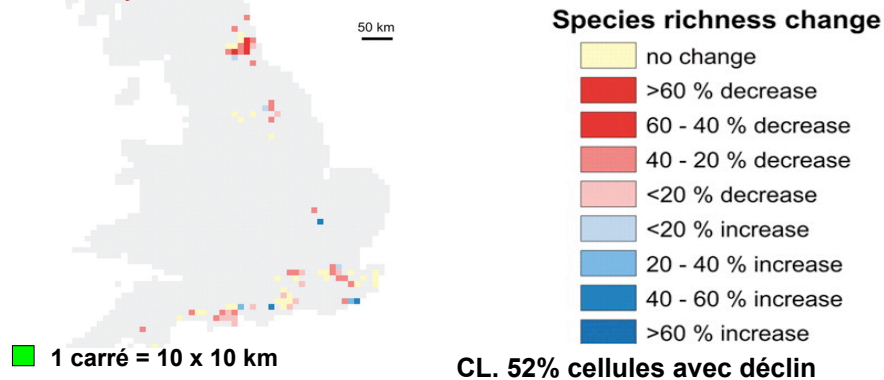 50 km
Species richness change
no change
>60 % decrease
60 - 40 % decrease
40 - 20 % decrease
<20 % decrease
<20 % increase
20 - 40 % increase
40 - 60 % increase
>60 % increase
1 carré = 10 x 10 km
CL. 52% cellules avec déclin